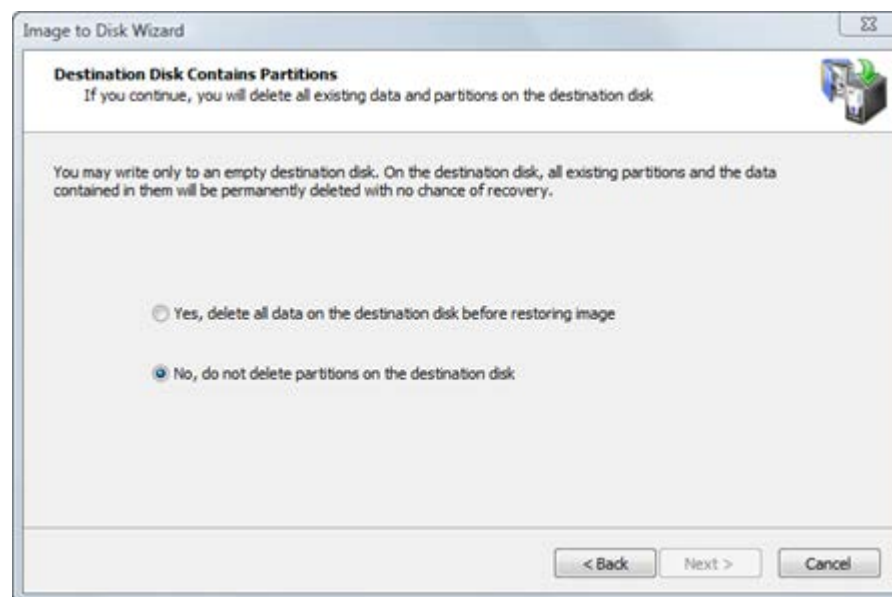 Image to Disk Wizard
Destination Disk Contains Partitions
If you continue, you will delete all existing data and partitions on the destination disk
You may write only to an empty destination disk. On the destination disk, all existing partitions and the data
contained in them will be permanently deleted with no chance of recovery.
Yes, delete all data on the destination disk before restoring image
No, do not delete partitions on the destination disk
< Back Next > Cancel